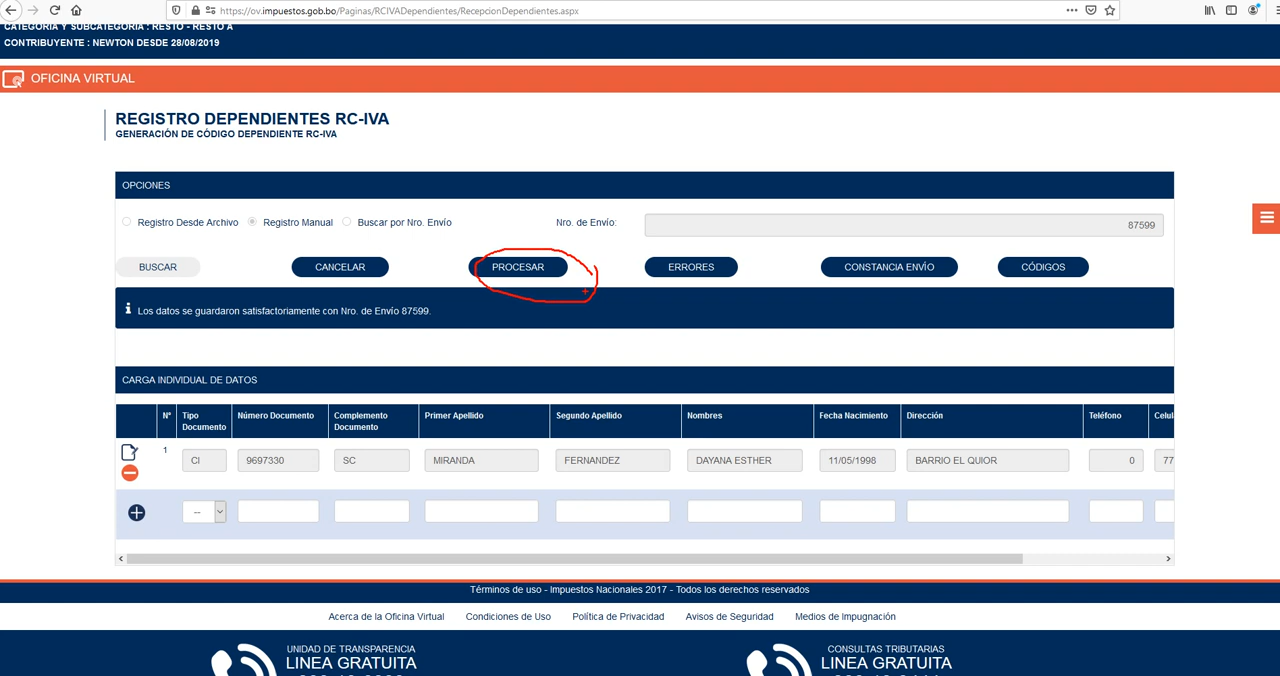 https://ov.impuestos.gob.bo/Paginas/RCIVADependientes/RecepcionDependientes.aspx
CATEGORIA Y SUBCATEGORIA : RESTO - RESTO A
CONTRIBUYENTE : NEWTON DESDE 28/08/2019
OFICINA VIRTUAL
REGISTRO DEPENDIENTES RC-IVA
GENERACIÓN DE CÓDIGO DEPENDIENTE RC-IVA
OPCIONES
Registro Desde Archivo Registro Manual Buscar por Nro. Envío Nro. de Envío: 87599
BUSCAR CANCELAR PROCESAR ERRORES CONSTANCIA ENVÍO CÓDIGOS
Los datos se guardaron satisfactoriamente con Nro. de Envío 87599.
CARGA INDIVIDUAL DE DATOS
N° Tipo Documento Número Documento Complemento Documento Primer Apellido Segundo Apellido Nombres Fecha Nacimiento Dirección Teléfono Celul
1 CI 9697330 SC MIRANDA FERNANDEZ DAYANA ESTHER 11/05/1998 BARRIO EL QUIOR 0 77
--
Términos de uso - Impuestos Nacionales 2017 - Todos los derechos reservados
Acerca de la Oficina Virtual Condiciones de Uso Política de Privacidad Avisos de Seguridad Medios de Impugnación
UNIDAD DE TRANSPARENCIA CONSULTAS TRIBUTARIAS
LINEA GRATUITA LINEA GRATUITA